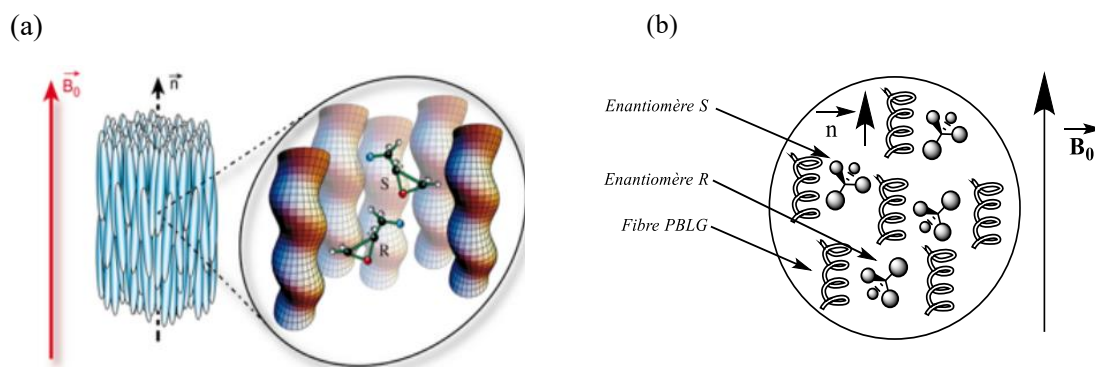 (a)
(b)
B₀
n
S
R
Enantiomère S
n
Enantiomère R
Fibre PBLG
B₀